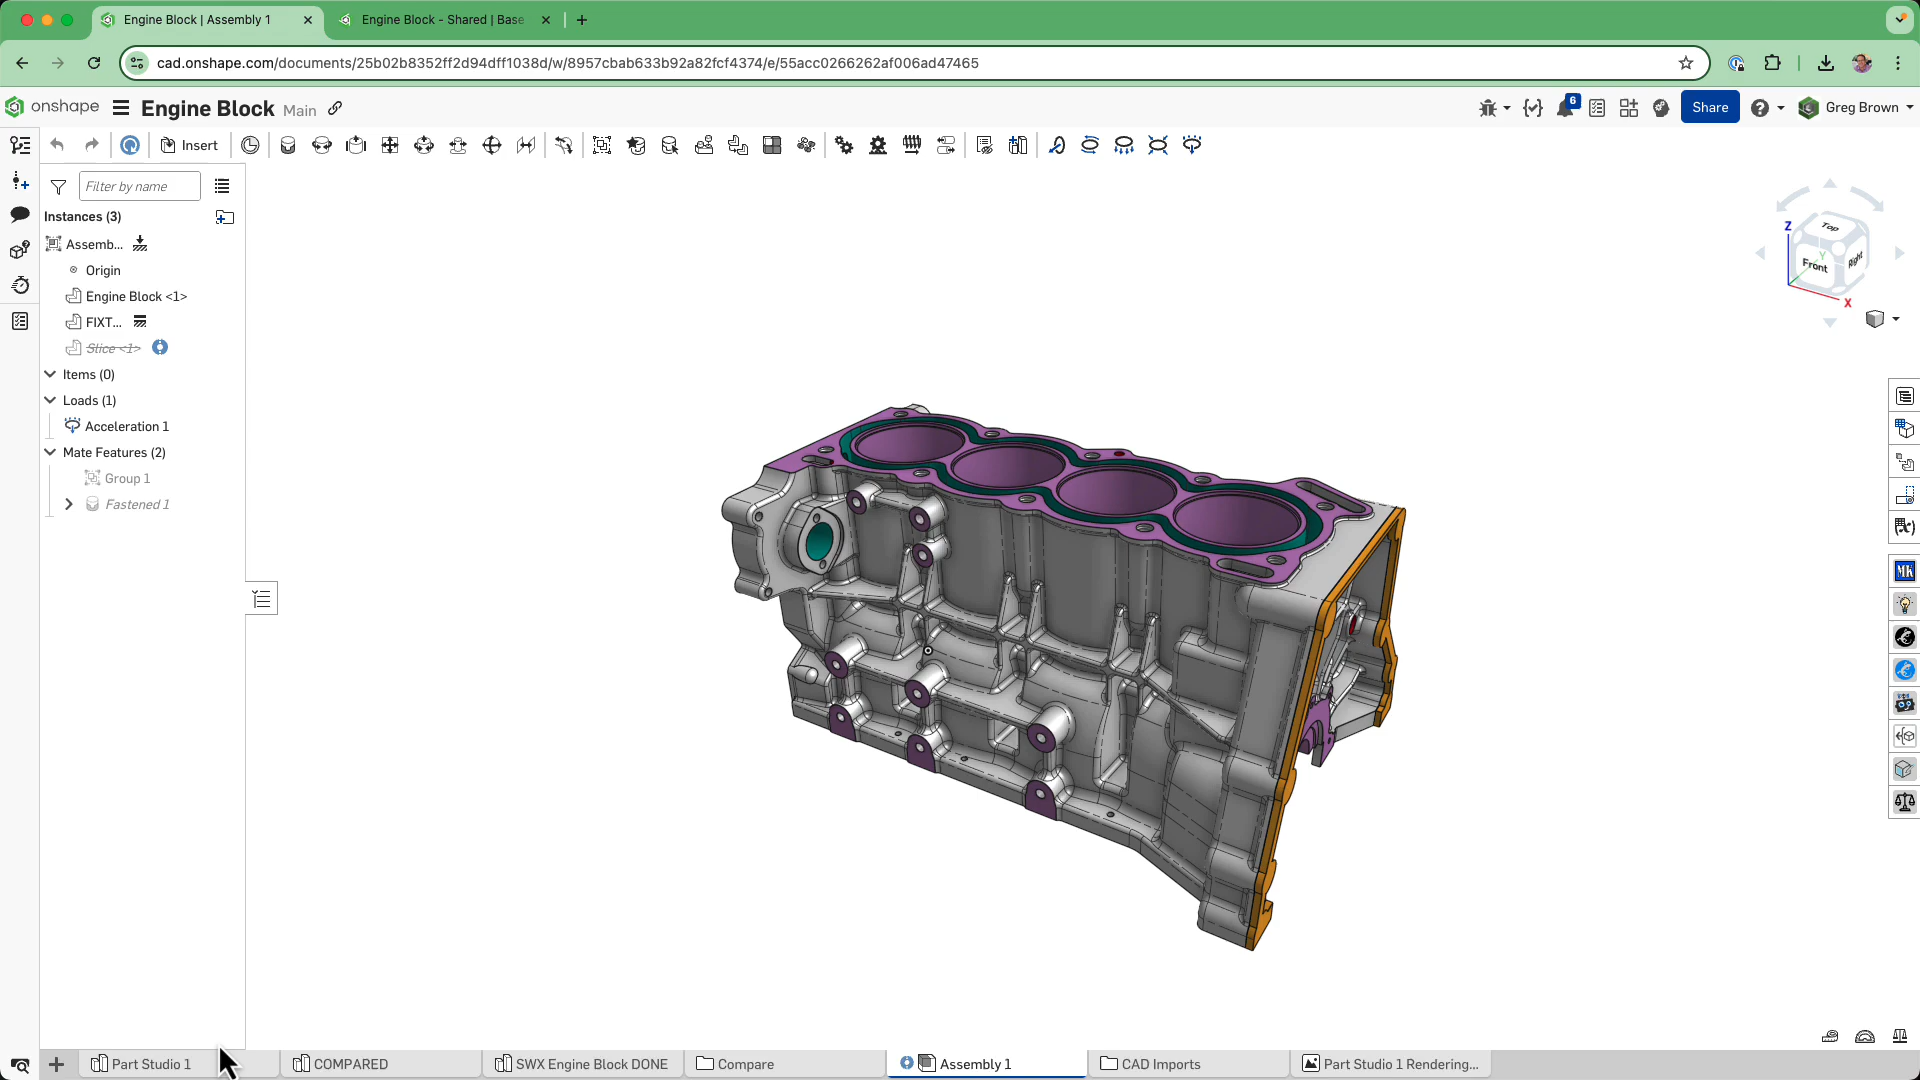 Engine Block | Assembly 1
Engine Block - Shared | Base
cad.onshape.com/documents/25b02b8352ff2d94dff1038d/w/8957cbab633b92a82fcf4374/e/55acc0266262af006ad47465
onshape
Engine Block Main
6
Share
Greg Brown
Insert
Filter by name
Instances (3)
Assemb...
Origin
Engine Block <1>
FIXT...
Slice <1>
Items (0)
Loads (1)
Acceleration 1
Mate Features (2)
Group 1
Fastened 1
Z
Top
Y
Front
Right
X
(x)
MK
Part Studio 1
COMPARED
SWX Engine Block DONE
Compare
Assembly 1
CAD Imports
Part Studio 1 Rendering...